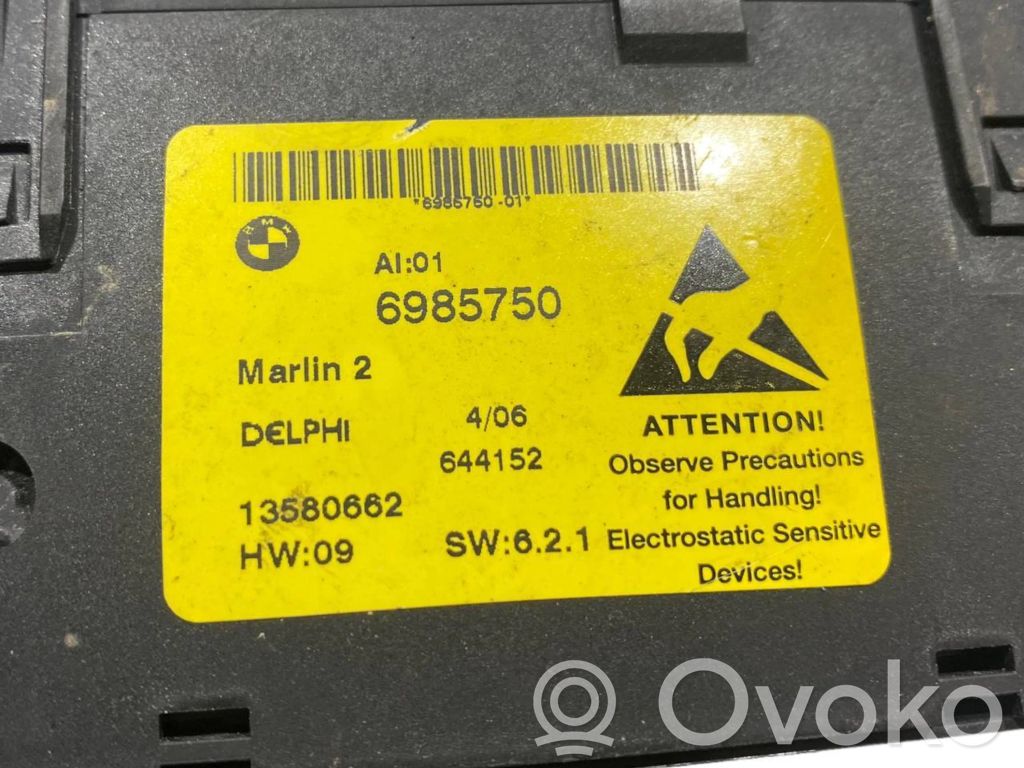 *6985750-01*
BMW
AI:01
6985750
Marlin 2
DELPHI 4/06
644152
13580662
HW:09 SW:6.2.1
ATTENTION!
Observe Precautions
for Handling!
Electrostatic Sensitive
Devices!
Ovoko